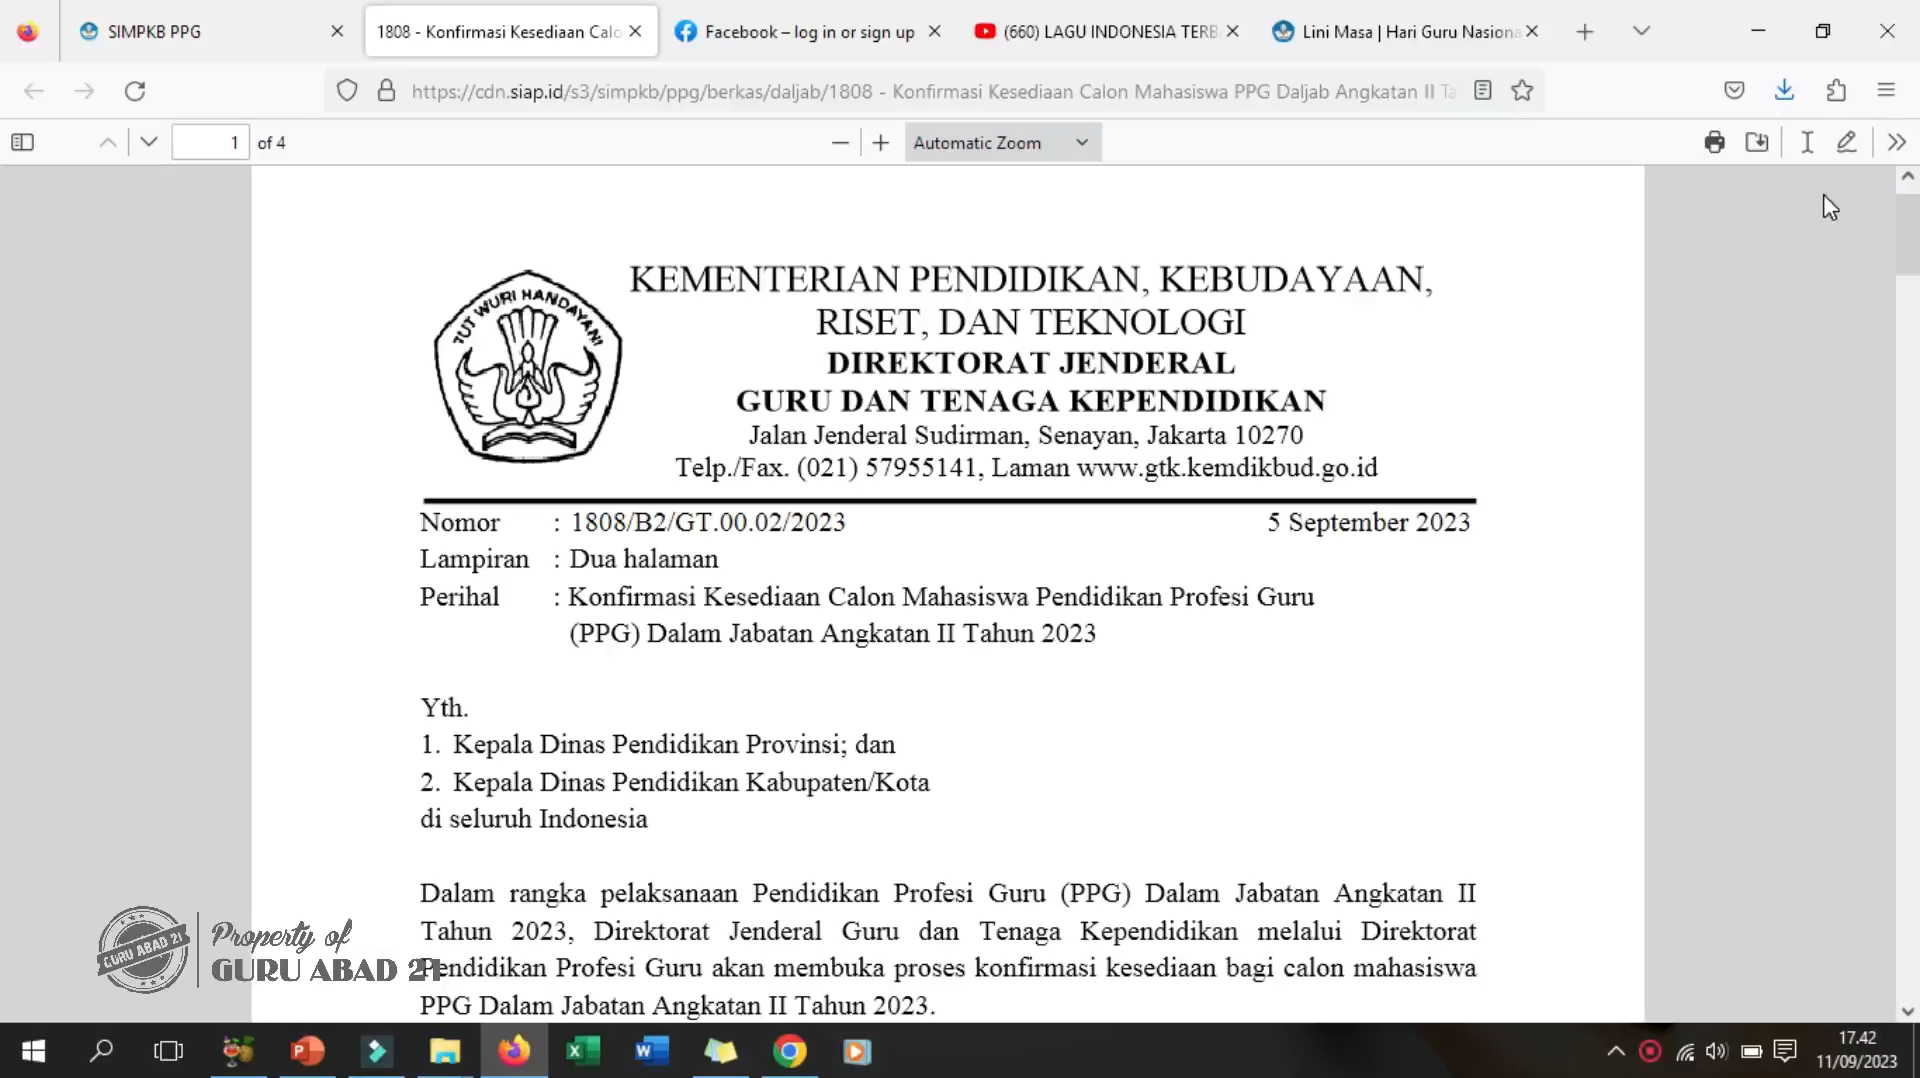 SIMPKB PPG
1808 - Konfirmasi Kesediaan Calo
Facebook – log in or sign up
(660) LAGU INDONESIA TERB
Lini Masa | Hari Guru Nasiona
https://cdn.siap.id/s3/simpkb/ppg/berkas/daljab/1808 - Konfirmasi Kesediaan Calon Mahasiswa PPG Daljab Angkatan II Ta
1 of 4
Automatic Zoom
TUT WURI HANDAYANI
KEMENTERIAN PENDIDIKAN, KEBUDAYAAN,
RISET, DAN TEKNOLOGI
DIREKTORAT JENDERAL
GURU DAN TENAGA KEPENDIDIKAN
Jalan Jenderal Sudirman, Senayan, Jakarta 10270
Telp./Fax. (021) 57955141, Laman www.gtk.kemdikbud.go.id
Nomor : 1808/B2/GT.00.02/2023 5 September 2023
Lampiran : Dua halaman
Perihal : Konfirmasi Kesediaan Calon Mahasiswa Pendidikan Profesi Guru
(PPG) Dalam Jabatan Angkatan II Tahun 2023
Yth.
1. Kepala Dinas Pendidikan Provinsi; dan
2. Kepala Dinas Pendidikan Kabupaten/Kota
di seluruh Indonesia
Dalam rangka pelaksanaan Pendidikan Profesi Guru (PPG) Dalam Jabatan Angkatan II
Tahun 2023, Direktorat Jenderal Guru dan Tenaga Kependidikan melalui Direktorat
Pendidikan Profesi Guru akan membuka proses konfirmasi kesediaan bagi calon mahasiswa
PPG Dalam Jabatan Angkatan II Tahun 2023.
GURU ABAD 21
Property of
GURU ABAD 21
17.42
11/09/2023